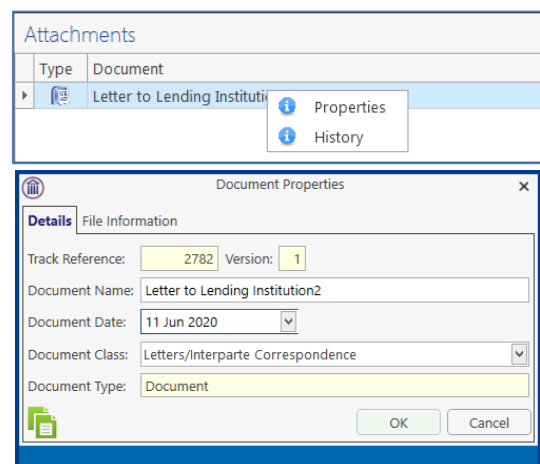 Attachments
Type Document
Letter to Lending Instituti
Properties
History
Document Properties
Details File Information
Track Reference: 2782 Version: 1
Document Name: Letter to Lending Institution2
Document Date: 11 Jun 2020
Document Class: Letters/Interparte Correspondence
Document Type: Document
OK Cancel